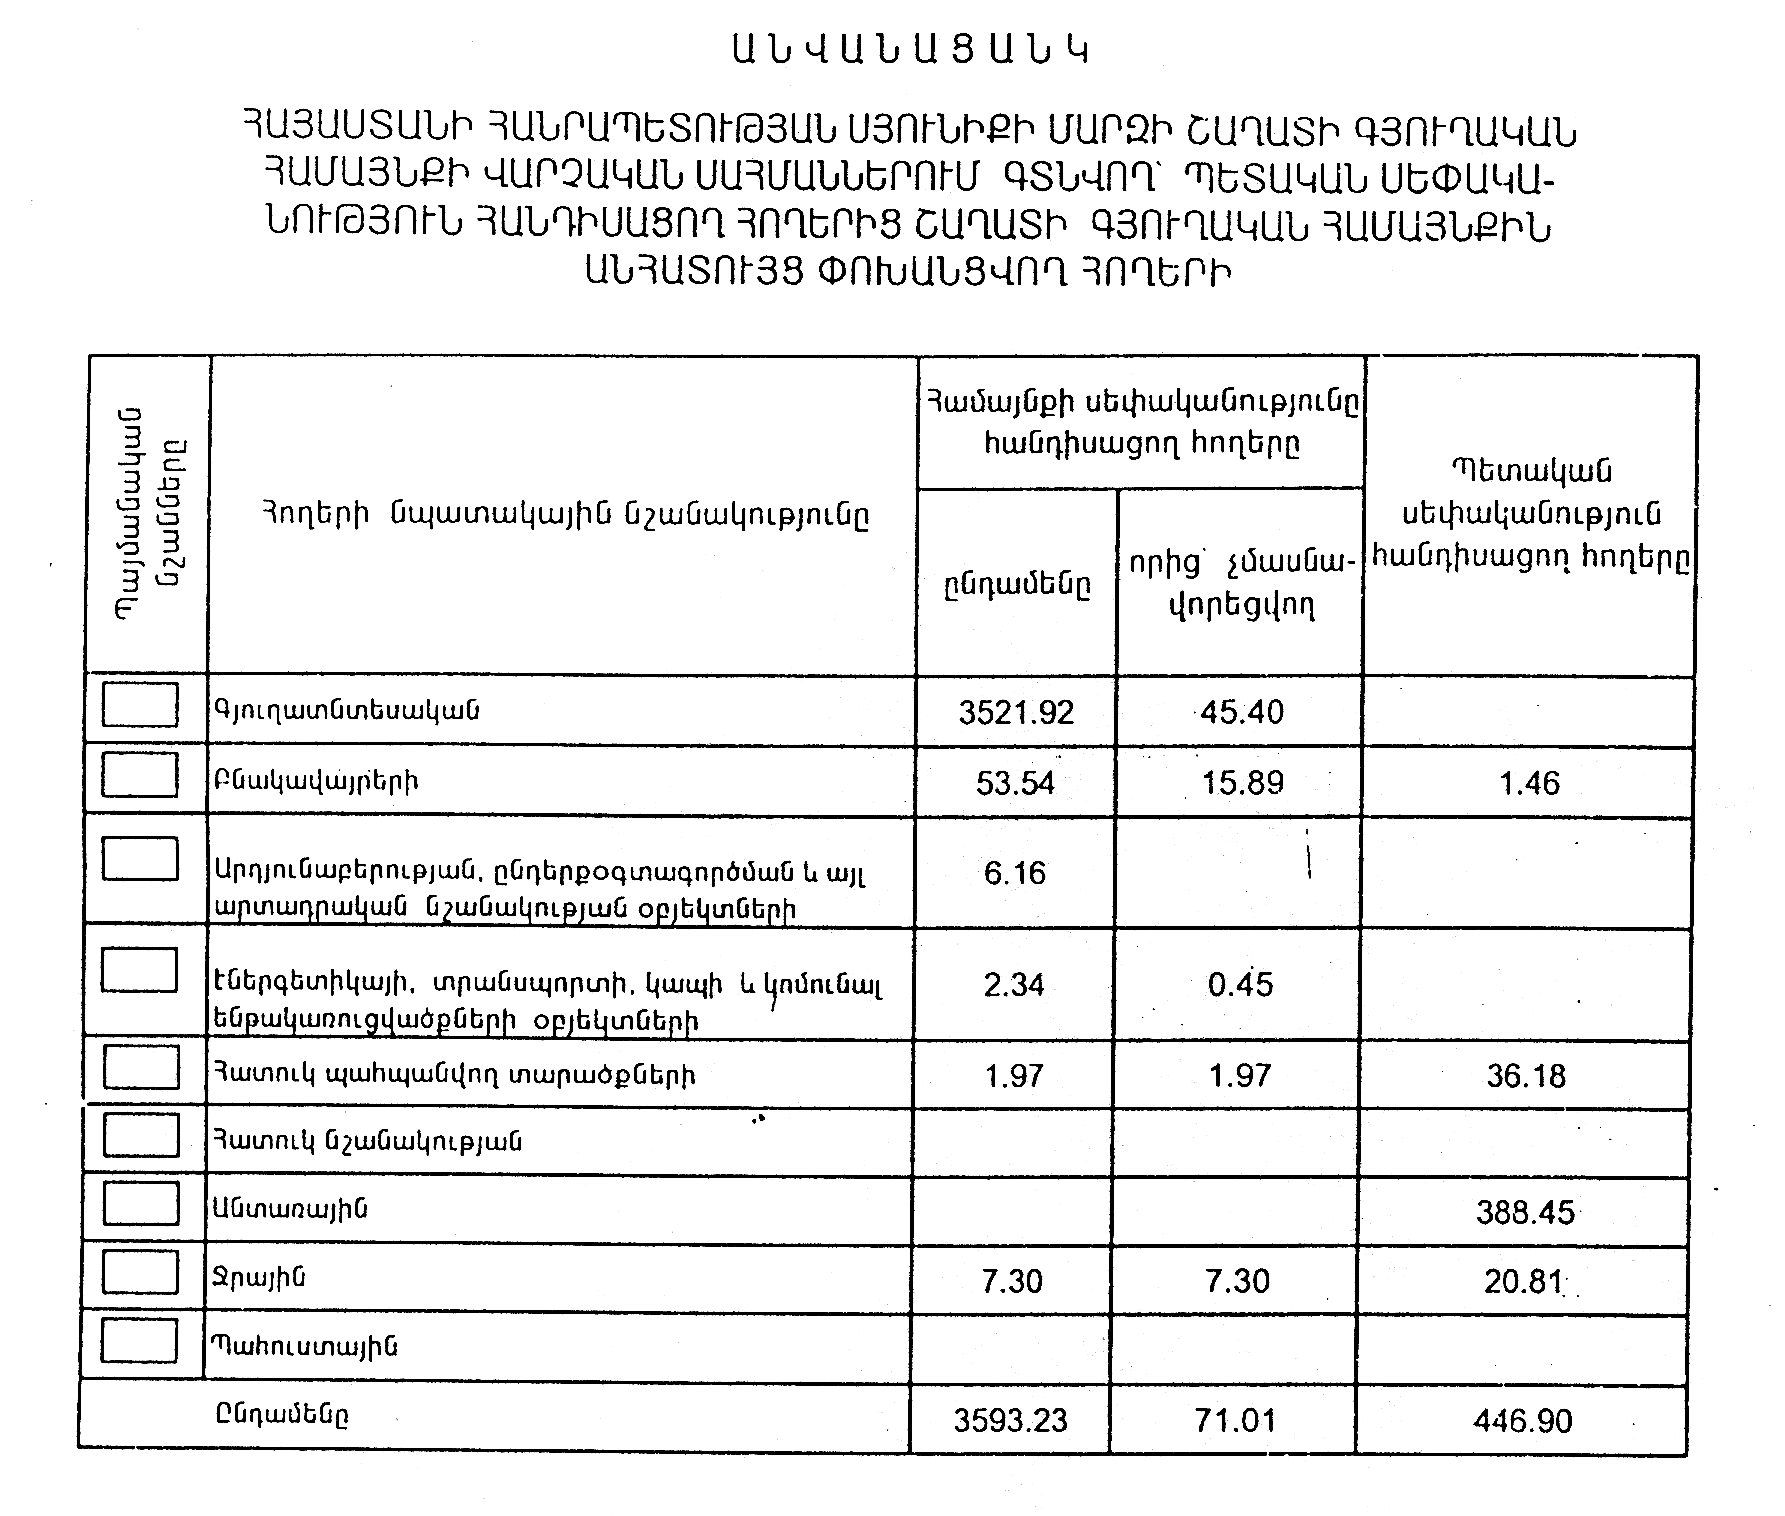 ԱՆՎԱՆԱՑԱՆԿ
ՀԱՅԱՍՏԱՆԻ ՀԱՆՐԱՊԵՏՈՒԹՅԱՆ ՍՅՈՒՆԻՔԻ ՄԱՐԶԻ ՇԱՂԱՏԻ ԳՅՈՒՂԱԿԱՆ
ՀԱՄԱՅՆՔԻ ՎԱՐՉԱԿԱՆ ՍԱՀՄԱՆՆԵՐՈՒՄ ԳՏՆՎՈՂ՝ ՊԵՏԱԿԱՆ ՍԵՓԱԿԱ-
ՆՈՒԹՅՈՒՆ ՀԱՆԴԻՍԱՑՈՂ ՀՈՂԵՐԻՑ ՇԱՂԱՏԻ ԳՅՈՒՂԱԿԱՆ ՀԱՄԱՅՆՔԻՆ
ԱՆՀԱՏՈՒՅՑ ՓՈԽԱՆՑՎՈՂ ՀՈՂԵՐԻ
Պայմանական
նշանները
Հողերի նպատակային նշանակությունը
Համայնքի սեփականությունը
հանդիսացող հողերը
ընդամենը
որից՝ չմասնա-
վորեցվող
Պետական
սեփականություն
հանդիսացող հողերը
Գյուղատնտեսական 3521.92 45.40
Բնակավայրերի 53.54 15.89 1.46
Արդյունաբերության, ընդերքօգտագործման և այլ 6.16
արտադրական նշանակության օբյեկտների
էներգետիկայի, տրանսպորտի, կապի և կոմունալ 2.34 0.45
ենթակառուցվածքների օբյեկտների
Հատուկ պահպանվող տարածքների 1.97 1.97 36.18
Հատուկ նշանակության
Անտառային 388.45
Ջրային 7.30 7.30 20.81
Պահուստային
Ընդամենը 3593.23 71.01 446.90